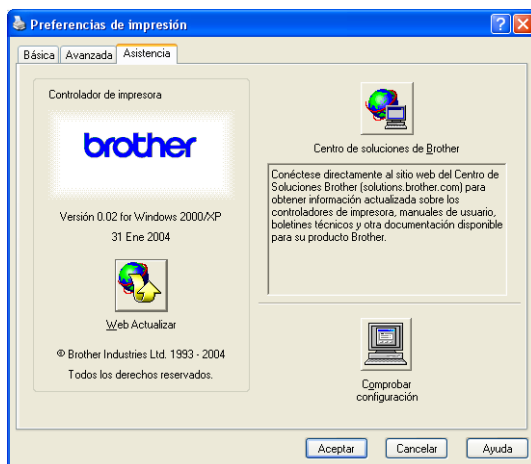 Preferencias de impresión
Básica
Avanzada
Asistencia
Controlador de impresora
brother
Versión 0.02 for Windows 2000/XP
31 Ene 2004
Web Actualizar
© Brother Industries Ltd. 1993 - 2004
Todos los derechos reservados.
Centro de soluciones de Brother
Conéctese directamente al sitio web del Centro de
Soluciones Brother (solutions.brother.com) para
obtener información actualizada sobre los
controladores de impresora, manuales de usuario,
boletines técnicos y otra documentación disponible
para su producto Brother.
Comprobar
configuración
Aceptar
Cancelar
Ayuda